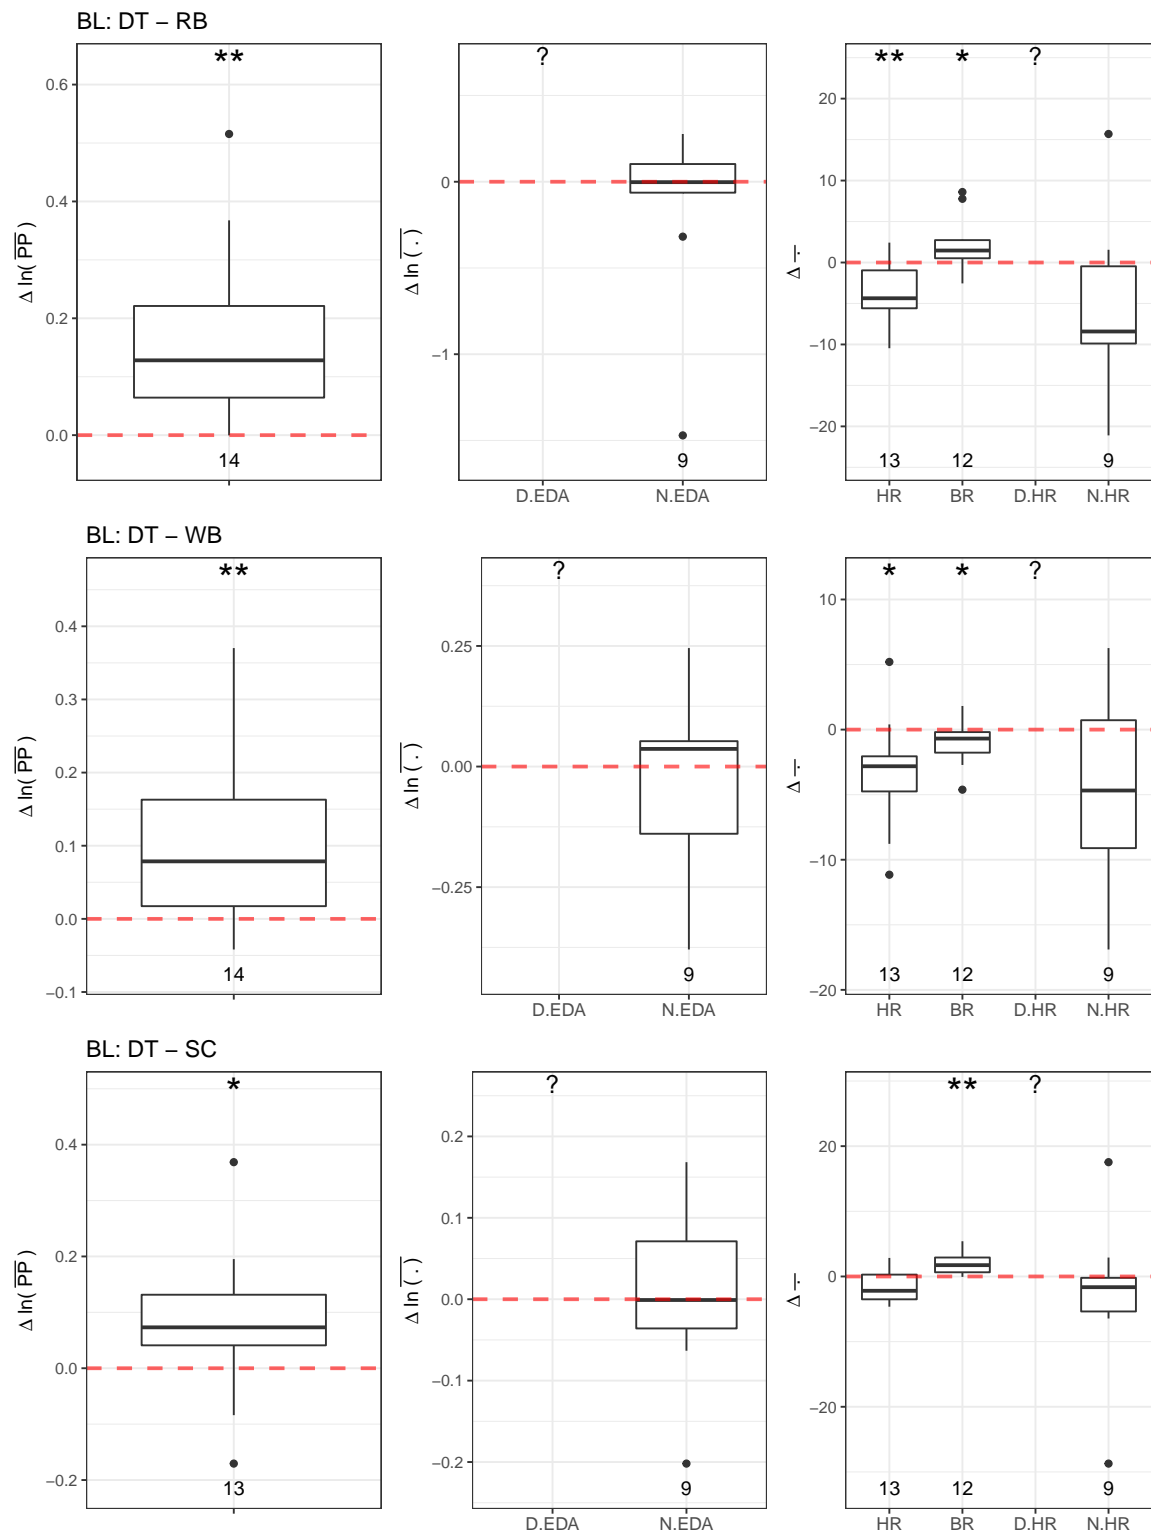 BL: DT – RB
**
0.6
0.4
0.2
0.0
Δ ln( PP )
14
?
0
−1
Δ ln ( . )
9
D.EDA
N.EDA
**
*
?
20
10
0
−10
−20
Δ .
13
12
9
HR
BR
D.HR
N.HR
BL: DT – WB
**
0.4
0.3
0.2
0.1
0.0
−0.1
Δ ln( PP )
14
?
0.25
0.00
−0.25
Δ ln ( . )
9
D.EDA
N.EDA
*
*
?
10
0
−10
−20
Δ .
13
12
9
HR
BR
D.HR
N.HR
BL: DT – SC
*
0.4
0.2
0.0
−0.2
Δ ln( PP )
13
?
0.2
0.1
0.0
−0.1
−0.2
Δ ln ( . )
9
D.EDA
N.EDA
**
?
20
0
−20
Δ .
13
12
9
HR
BR
D.HR
N.HR